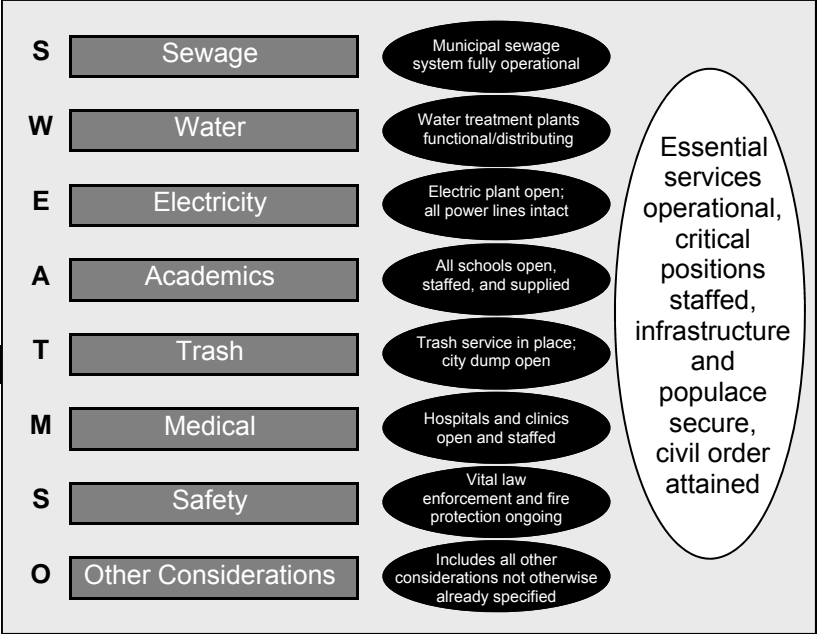 S
Sewage
Municipal sewage
system fully operational
W
Water
Water treatment plants
functional/distributing
E
Electricity
Electric plant open;
all power lines intact
A
Academics
All schools open,
staffed, and supplied
T
Trash
Trash service in place;
city dump open
M
Medical
Hospitals and clinics
open and staffed
S
Safety
Vital law
enforcement and fire
protection ongoing
O
Other Considerations
Includes all other
considerations not otherwise
already specified
Essential
services
operational,
critical
positions
staffed,
infrastructure
and
populace
secure,
civil order
attained